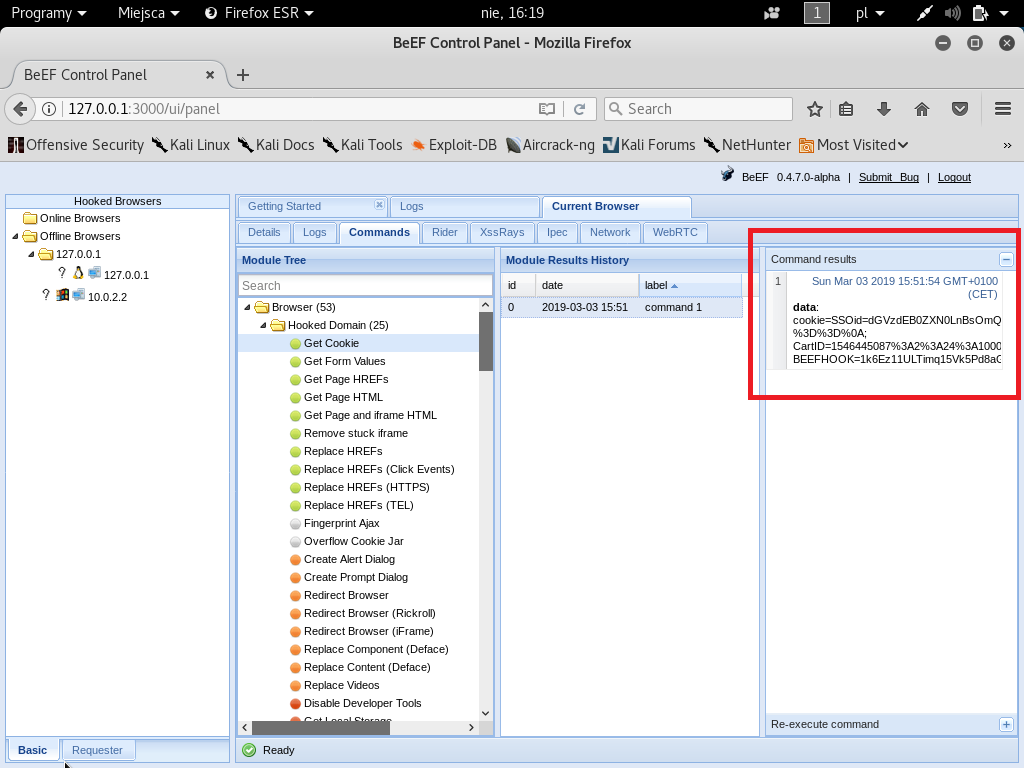 Programy Miejsca Firefox ESR nie, 16:19 1 pl
BeEF Control Panel - Mozilla Firefox
BeEF Control Panel × +
127.0.0.1:3000/ui/panel Search
Offensive Security Kali Linux Kali Docs Kali Tools Exploit-DB Aircrack-ng Kali Forums NetHunter Most Visited »
BeEF 0.4.7.0-alpha | Submit Bug | Logout
Hooked Browsers
Online Browsers
Offline Browsers
127.0.0.1
? 127.0.0.1
? 10.0.2.2
Basic Requester
Getting Started Logs Current Browser
Details Logs Commands Rider XssRays Ipec Network WebRTC
Module Tree
Search
Browser (53)
Hooked Domain (25)
Get Cookie
Get Form Values
Get Page HREFs
Get Page HTML
Get Page and iframe HTML
Remove stuck iframe
Replace HREFs
Replace HREFs (Click Events)
Replace HREFs (HTTPS)
Replace HREFs (TEL)
Fingerprint Ajax
Overflow Cookie Jar
Create Alert Dialog
Create Prompt Dialog
Redirect Browser
Redirect Browser (Rickroll)
Redirect Browser (iFrame)
Replace Component (Deface)
Replace Content (Deface)
Replace Videos
Disable Developer Tools
Get Local Storage
Module Results History
id date label
0 2019-03-03 15:51 command 1
Command results
1 Sun Mar 03 2019 15:51:54 GMT+0100
(CET)
data:
cookie=SSOid=dGVzdEB0ZXN0LnBsOmQ
%3D%3D%0A;
CartID=1546445087%3A2%3A24%3A1000
BEEFHOOK=1k6Ez11ULTimq15Vk5Pd8aC
Re-execute command
Ready